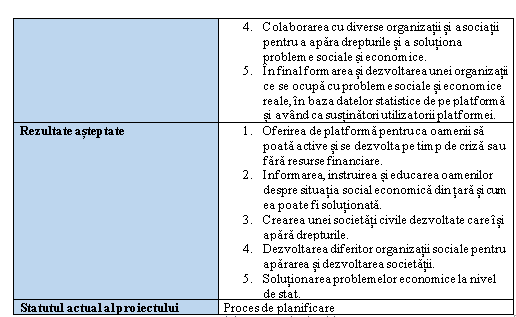 4. Colaborarea cu diverse organizații și asociații
pentru a apăra drepturile și a soluționa
probleme sociale și economice.
5. În final formarea și dezvoltarea unei organizații
ce se ocupă cu probleme sociale și economice
reale, în baza datelor statistice de pe platformă
și având ca susținători utilizatorii platformei.
Rezultate așteptate
1. Oferirea de platformă pentru ca oamenii să
poată active și se dezvolta pe timp de criză sau
fără resurse financiare.
2. Informarea, instruirea și educarea oamenilor
despre situația social economică din țară și cum
ea poate fi soluționată.
3. Crearea unei societăți civile dezvoltate care își
apără drepturile.
4. Dezvoltarea diferitor organizații sociale pentru
apărarea și dezvoltarea societății.
5. Soluționarea problemelor economice la nivel
de stat.
Statutul actual al proiectului
Proces de planificare